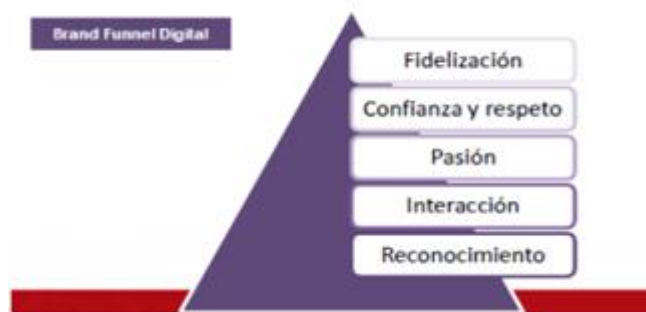 Brand Funnel Digital
Fidelización
Confianza y respeto
Pasión
Interacción
Reconocimiento